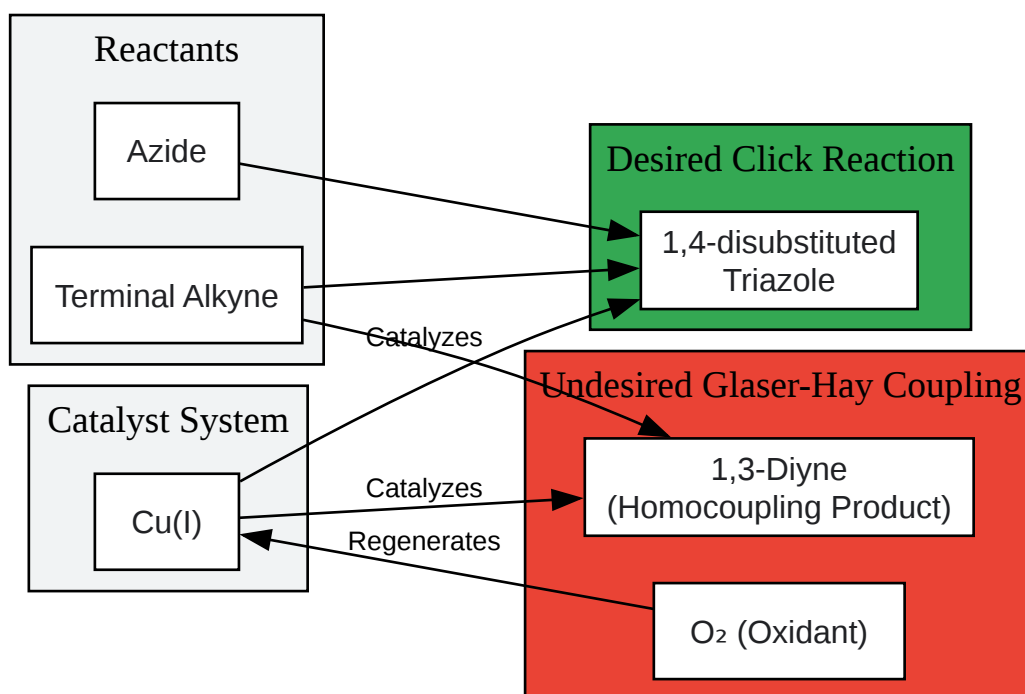 Reactants
Azide
Terminal Alkyne
Desired Click Reaction
1,4-disubstituted
Triazole
Catalyzes
Catalyst System
Cu(I)
Undesired Glaser-Hay Coupling
1,3-Diyne
(Homocoupling Product)
Catalyzes
Regenerates
O₂ (Oxidant)